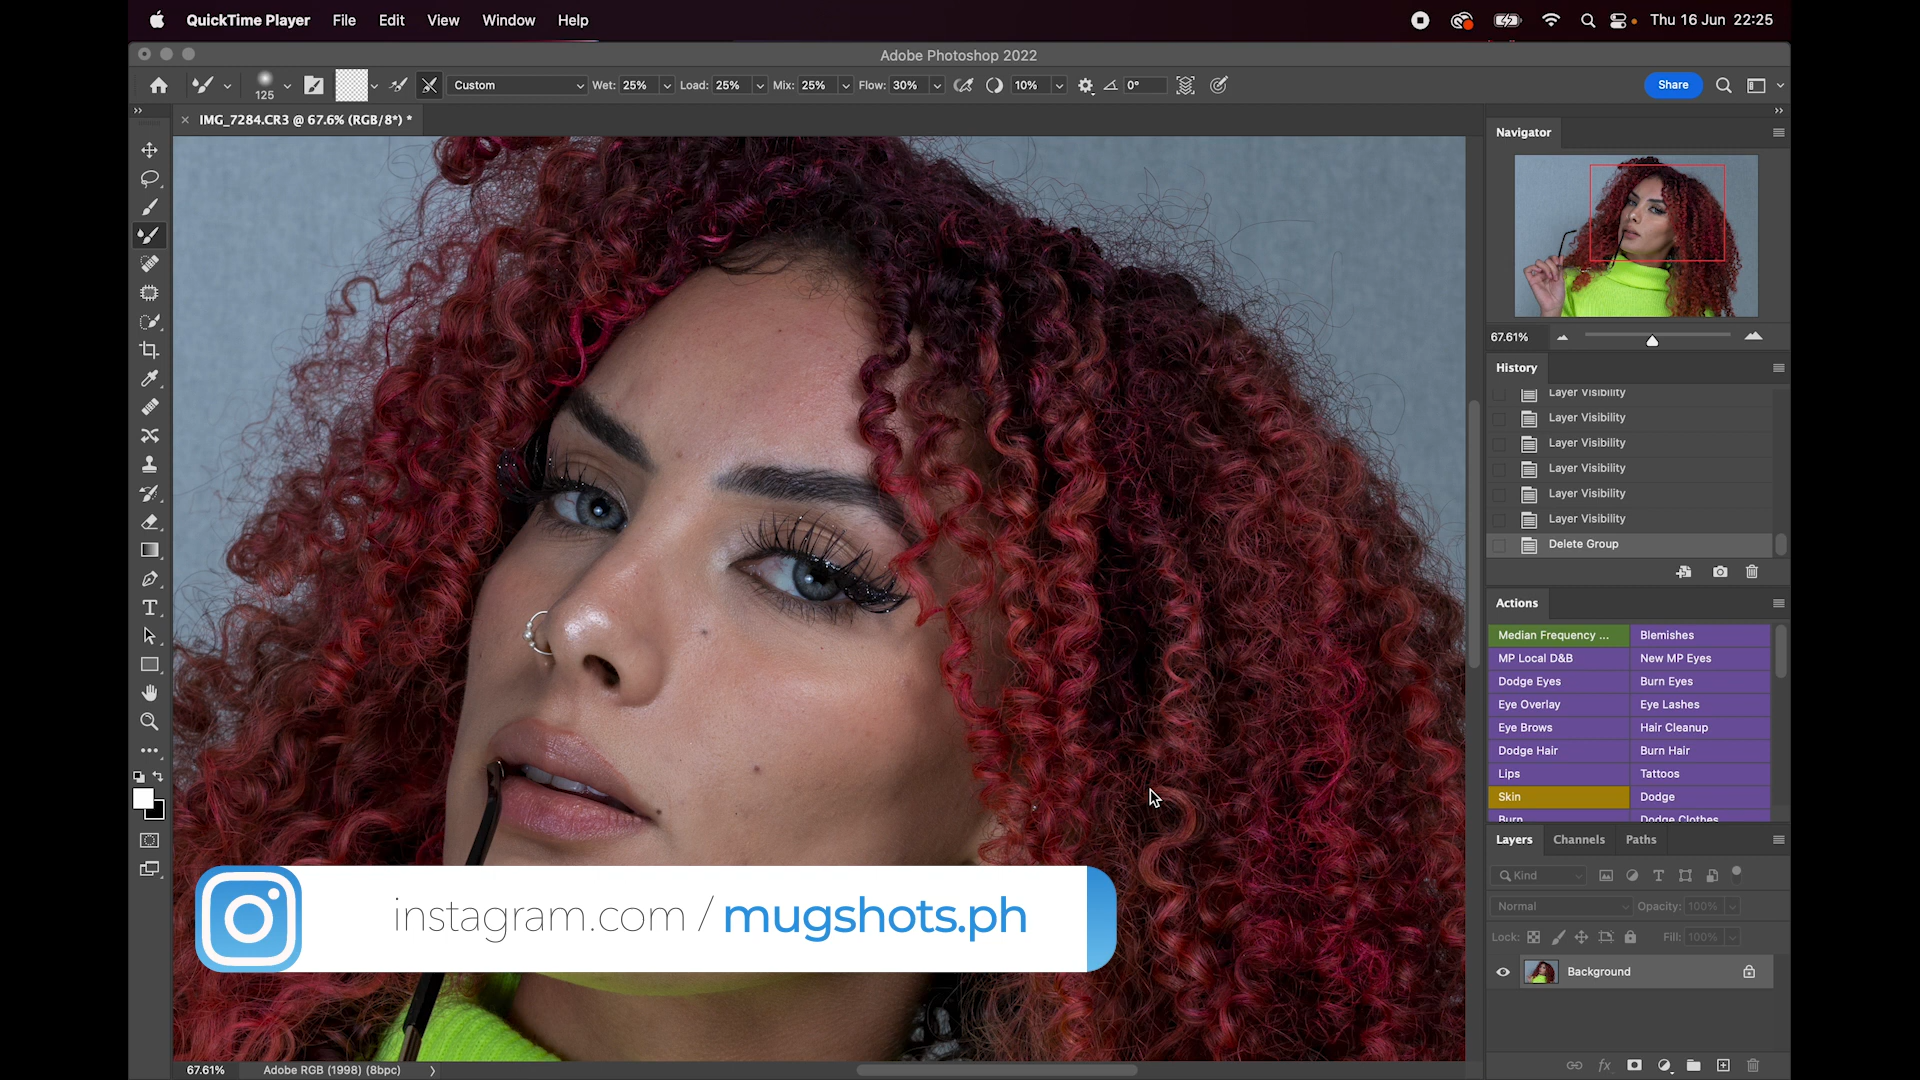 QuickTime Player File Edit View Window Help Thu 16 Jun 22:25
Adobe Photoshop 2022
125 Custom Wet: 25% Load: 25% Mix: 25% Flow: 30% 10% 0° Share
IMG_7284.CR3 @ 67.6% (RGB/8*) *
Navigator
67.61%
History
Layer Visibility
Layer Visibility
Layer Visibility
Layer Visibility
Layer Visibility
Layer Visibility
Delete Group
Actions
Median Frequency ... Blemishes
MP Local D&B New MP Eyes
Dodge Eyes Burn Eyes
Eye Overlay Eye Lashes
Eye Brows Hair Cleanup
Dodge Hair Burn Hair
Lips Tattoos
Skin Dodge
Burn Dodge Clothes
Layers Channels Paths
Kind
Normal Opacity: 100%
Lock: Fill: 100%
Background
instagram.com / mugshots.ph
67.61% Adobe RGB (1998) (8bpc)